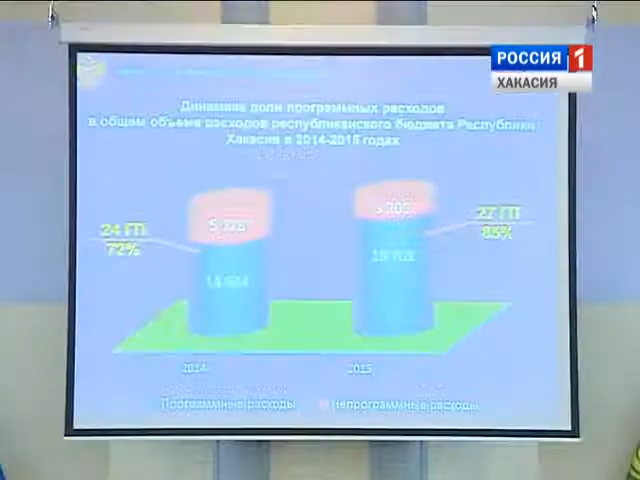 РОССИЯ 1
ХАКАСИЯ
Динамика доли программных расходов
в общем объеме расходов республиканского бюджета Республики
Хакасия в 2014-2015 годах
24 ГП
72%
27 ГП
85%
2014
2015
Программные расходы
Непрограммные расходы